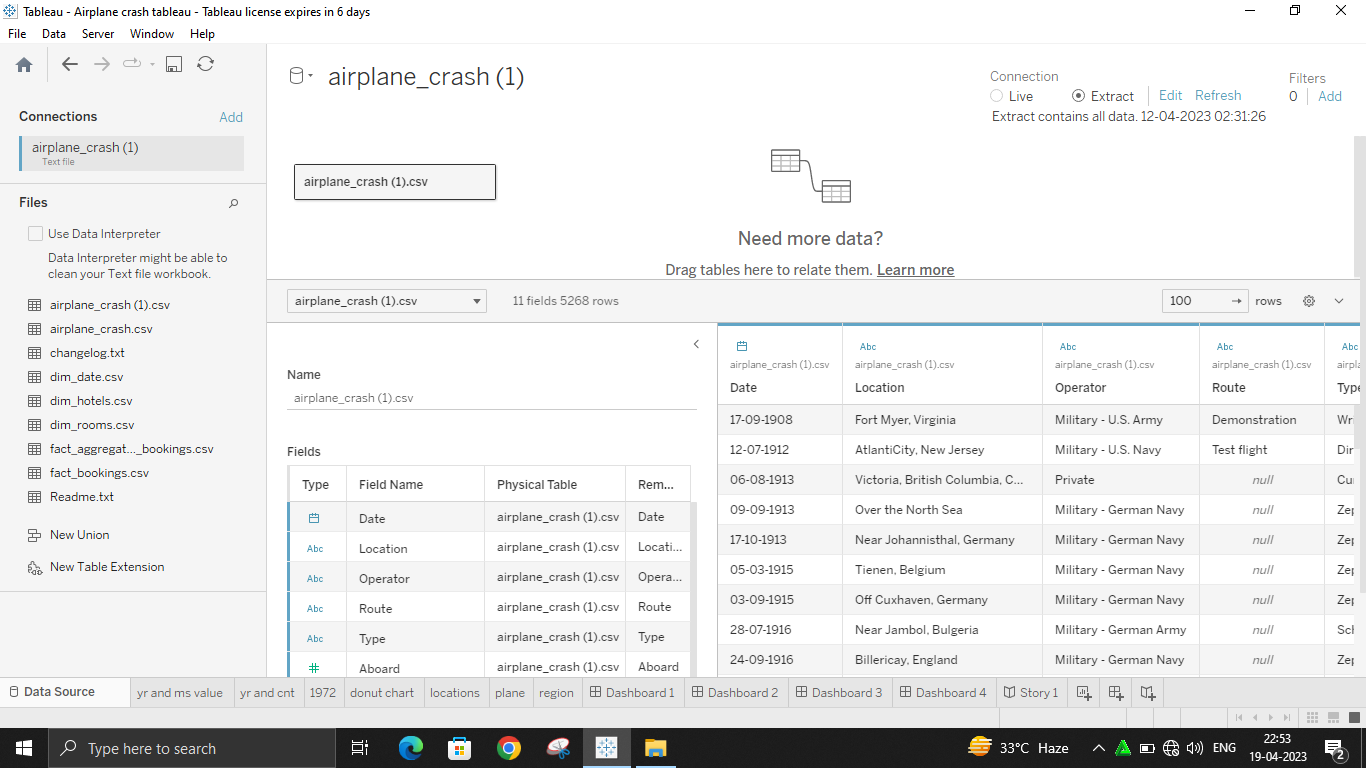 Tableau - Airplane crash tableau - Tableau license expires in 6 days
File Data Server Window Help
Connections Add
airplane_crash (1)
Text file
Files
Use Data Interpreter
Data Interpreter might be able to
clean your Text file workbook.
airplane_crash (1).csv
airplane_crash.csv
changelog.txt
dim_date.csv
dim_hotels.csv
dim_rooms.csv
fact_aggregat..._bookings.csv
fact_bookings.csv
Readme.txt
New Union
New Table Extension
airplane_crash (1)
Connection
Live Extract Edit Refresh
Extract contains all data. 12-04-2023 02:31:26
Filters
0 Add
airplane_crash (1).csv
Need more data?
Drag tables here to relate them. Learn more
airplane_crash (1).csv 11 fields 5268 rows 100 rows
Name
airplane_crash (1).csv
Fields
Type Field Name Physical Table Rem...
Date airplane_crash (1).csv Date
Abc Location airplane_crash (1).csv Locati...
Abc Operator airplane_crash (1).csv Opera...
Abc Route airplane_crash (1).csv Route
Abc Type airplane_crash (1).csv Type
# Aboard airplane_crash (1).csv Aboard
Abc Abc Abc Abc
airplane_crash (1).csv airplane_crash (1).csv airplane_crash (1).csv airplane_crash (1).csv airpla
Date Location Operator Route Type
17-09-1908 Fort Myer, Virginia Military - U.S. Army Demonstration Wr
12-07-1912 AtlantiCity, New Jersey Military - U.S. Navy Test flight Dir
06-08-1913 Victoria, British Columbia, C... Private null Cu
09-09-1913 Over the North Sea Military - German Navy null Zep
17-10-1913 Near Johannisthal, Germany Military - German Navy null Zep
05-03-1915 Tienen, Belgium Military - German Navy null Zep
03-09-1915 Off Cuxhaven, Germany Military - German Navy null Zep
28-07-1916 Near Jambol, Bulgeria Military - German Army null Sch
24-09-1916 Billericay, England Military - German Navy null Zep
Data Source yr and ms value yr and cnt 1972 donut chart locations plane region Dashboard 1 Dashboard 2 Dashboard 3 Dashboard 4 Story 1
Type here to search
33°C Haze
ENG
22:53
19-04-2023
2